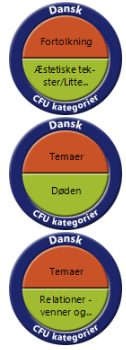 Dansk
Fortolkning
Æstetiske tek-
ster/Litte...
CFU kategorier
Dansk
Temaer
Døden
CFU kategorier
Dansk
Temaer
Relationer -
venner og...
CFU kategorier